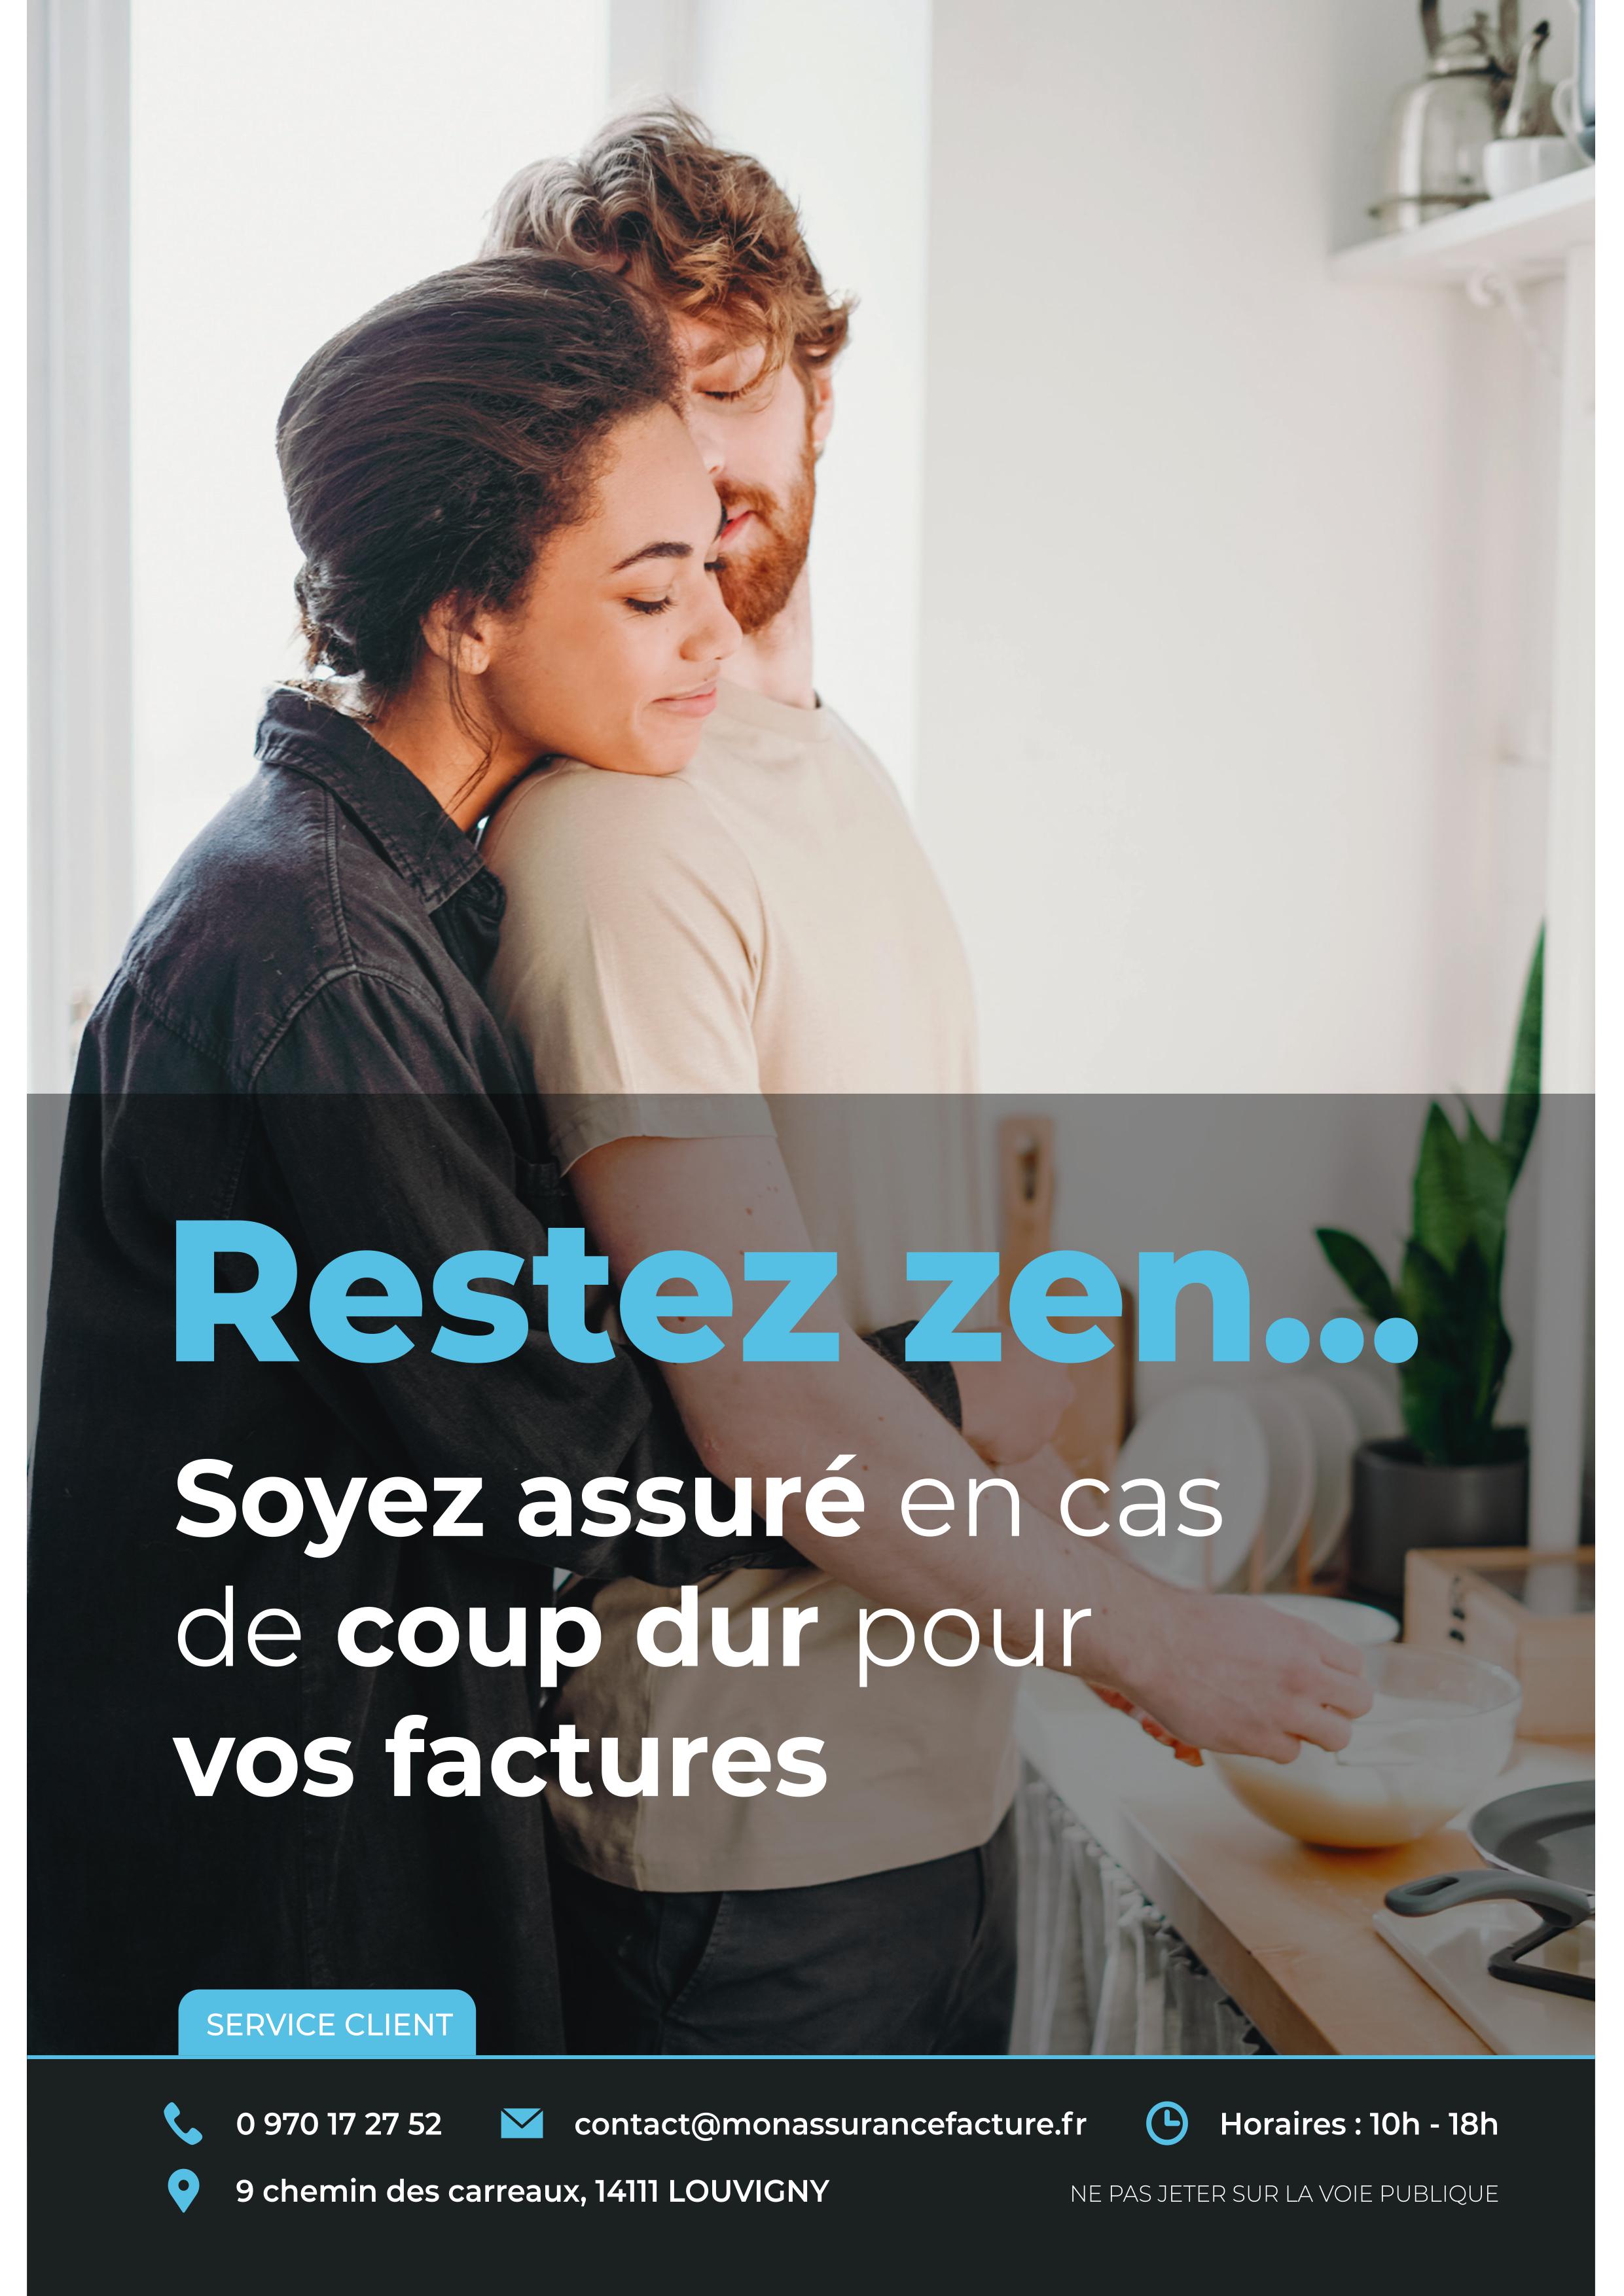 Restez zen...
Soyez assuré en cas
de coup dur pour
vos factures
SERVICE CLIENT
0 970 17 27 52
contact@monassurancefacture.fr
Horaires : 10h - 18h
9 chemin des carreaux, 14111 LOUVIGNY
NE PAS JETER SUR LA VOIE PUBLIQUE